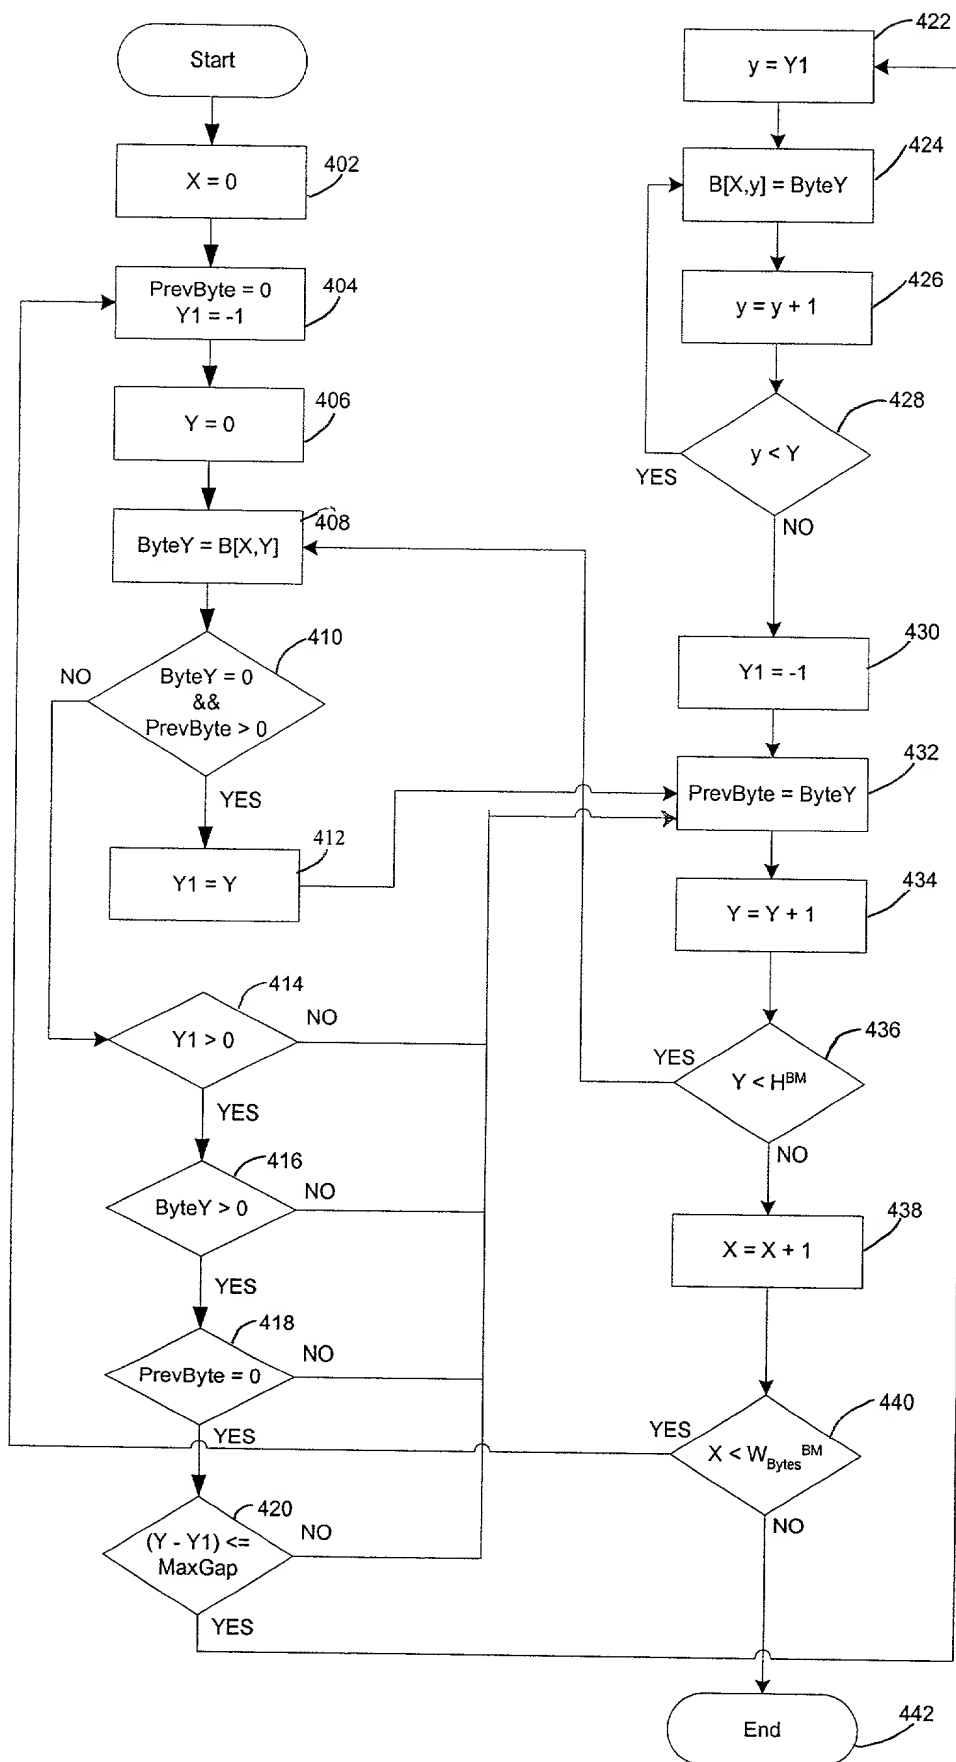 Start
X = 0
402
PrevByte = 0
Y1 = -1
404
Y = 0
406
ByteY = B[X,Y]
408
ByteY = 0
&&
PrevByte > 0
410
NO
YES
Y1 = Y
412
Y1 > 0
414
NO
YES
ByteY > 0
416
NO
YES
PrevByte = 0
418
NO
YES
(Y - Y1) <=
MaxGap
420
NO
YES
y = Y1
422
B[X,y] = ByteY
424
y = y + 1
426
y < Y
428
YES
NO
Y1 = -1
430
PrevByte = ByteY
432
Y = Y + 1
434
Y < H^BM
436
YES
NO
X = X + 1
438
X < W_Bytes^BM
440
YES
NO
End
442